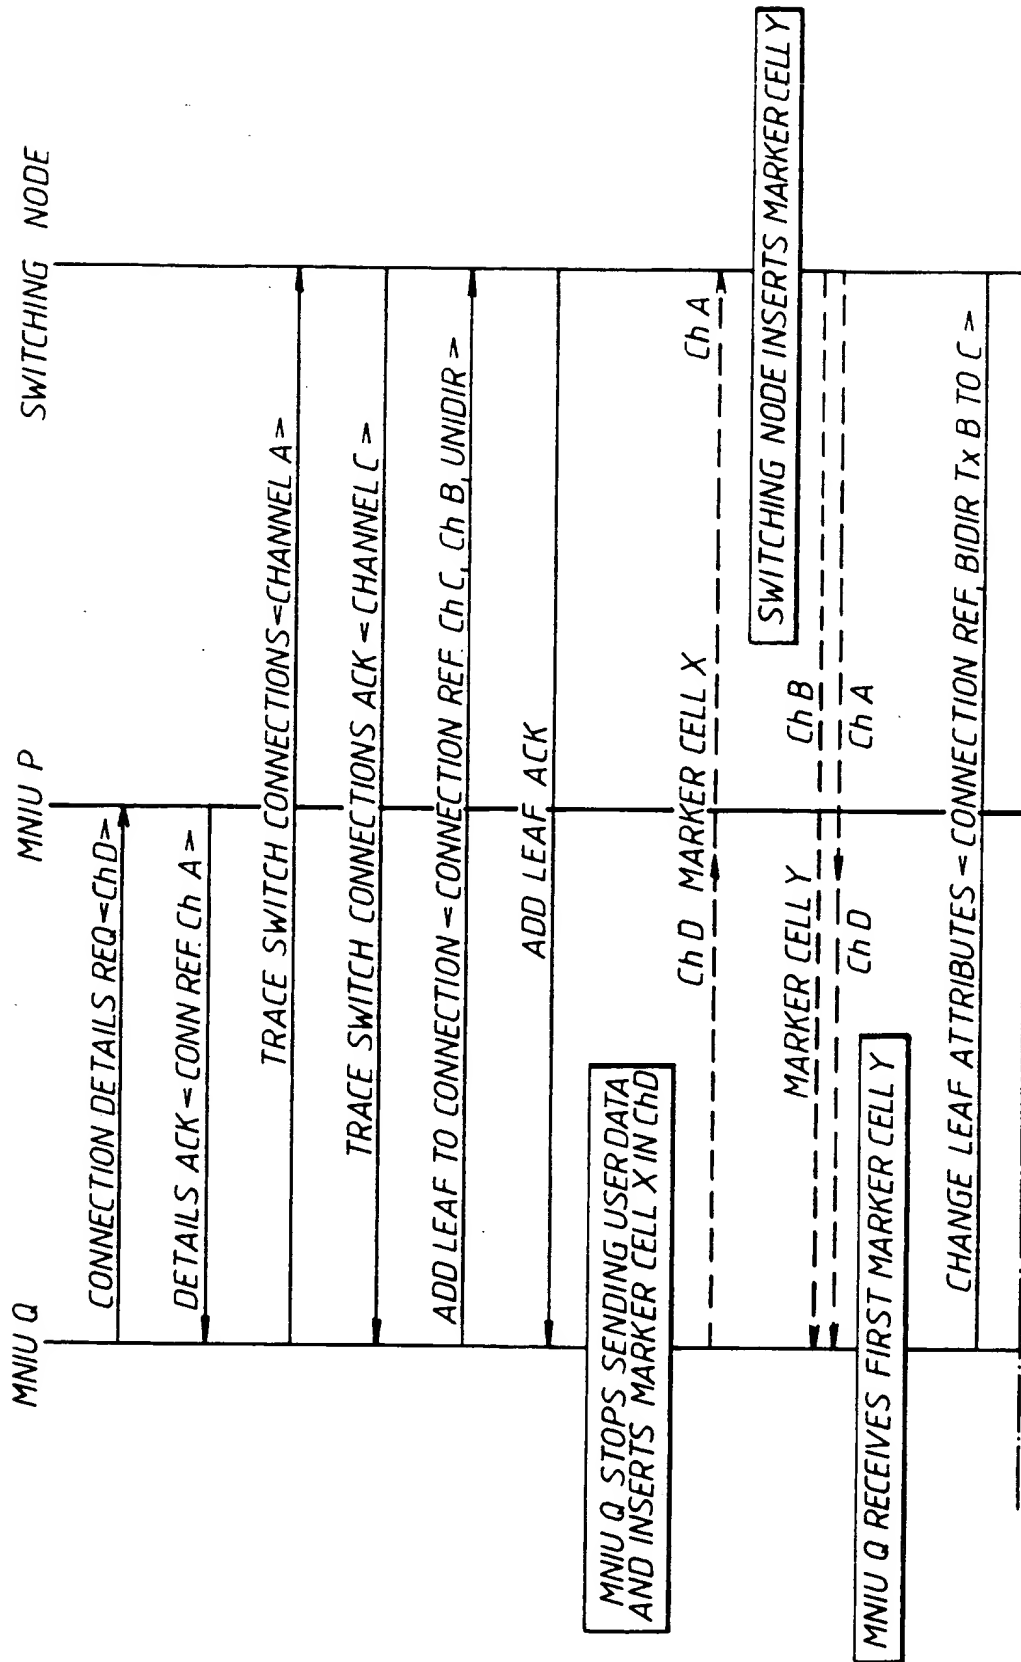 MNIU Q
MNIU P
SWITCHING NODE
CONNECTION DETAILS REQ<ChD>
DETAILS ACK <CONN REF. Ch A >
TRACE SWITCH CONNECTIONS<CHANNEL A>
TRACE SWITCH CONNECTIONS ACK < CHANNEL C>
ADD LEAF TO CONNECTION <CONNECTION REF. Ch C, Ch B, UNIDIR >
ADD LEAF ACK
MNIU Q STOPS SENDING USER DATA
AND INSERTS MARKER CELL X IN ChD
Ch D MARKER CELL X
Ch A
SWITCHING NODE INSERTS MARKER CELL Y
MARKER CELL Y
Ch B
Ch D
Ch A
MNIU Q RECEIVES FIRST MARKER CELL Y
CHANGE LEAF ATTRIBUTES < CONNECTION REF, BIDIR Tx B TO C >